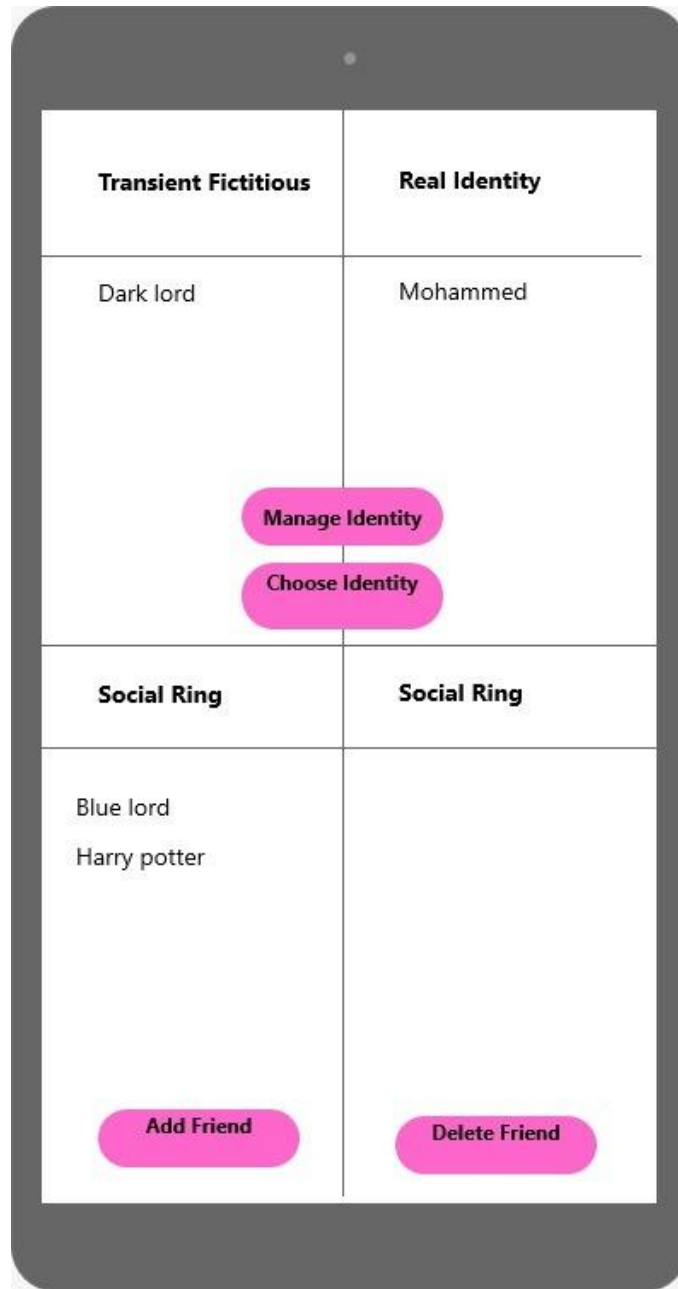 Transient Fictitious
Real Identity
Dark lord
Mohammed
Manage Identity
Choose Identity
Social Ring
Social Ring
Blue lord
Harry potter
Add Friend
Delete Friend